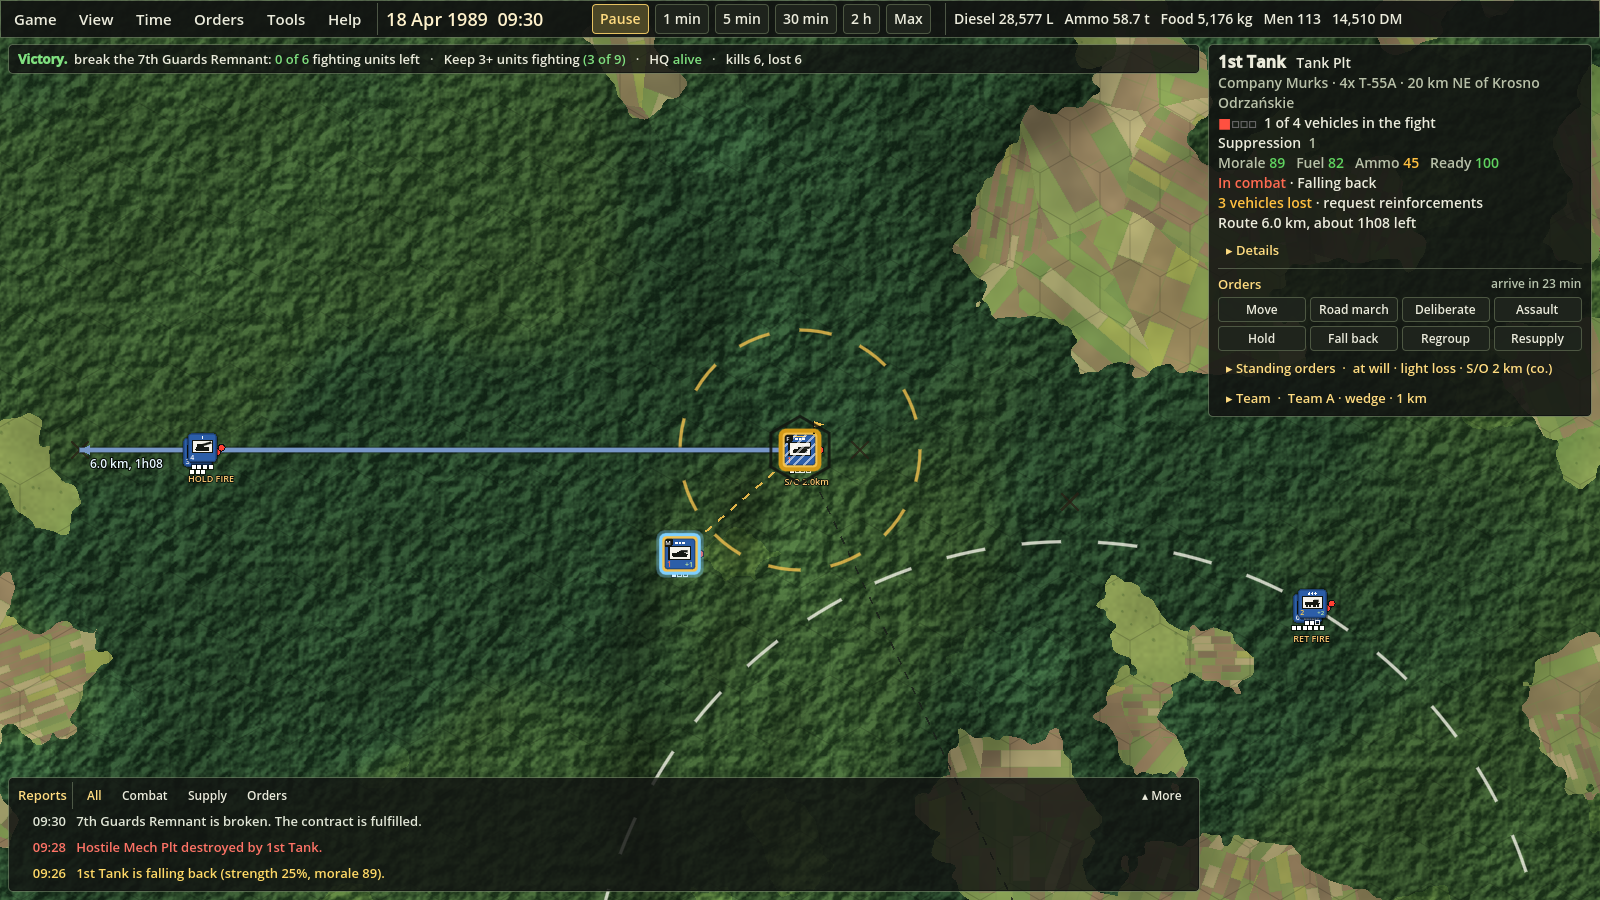 Game View Time Orders Tools Help 18 Apr 1989 09:30 Pause 1 min 5 min 30 min 2 h Max Diesel 28,577 L Ammo 58.7 t Food 5,176 kg Men 113 14,510 DM
Victory. break the 7th Guards Remnant: 0 of 6 fighting units left · Keep 3+ units fighting (3 of 9) · HQ alive · kills 6, lost 6
1st Tank Tank Plt
Company Murks · 4x T-55A · 20 km NE of Krosno
Odrzańskie
1 of 4 vehicles in the fight
Suppression 1
Morale 89 Fuel 82 Ammo 45 Ready 100
In combat · Falling back
3 vehicles lost · request reinforcements
Route 6.0 km, about 1h08 left
▸ Details
Orders arrive in 23 min
Move Road march Deliberate Assault
Hold Fall back Regroup Resupply
▸ Standing orders · at will · light loss · S/O 2 km (co.)
▸ Team · Team A · wedge · 1 km
6.0 km, 1h08
HOLD FIRE
S/O 2.0km
RET FIRE
Reports All Combat Supply Orders ▴ More
09:30 7th Guards Remnant is broken. The contract is fulfilled.
09:28 Hostile Mech Plt destroyed by 1st Tank.
09:26 1st Tank is falling back (strength 25%, morale 89).